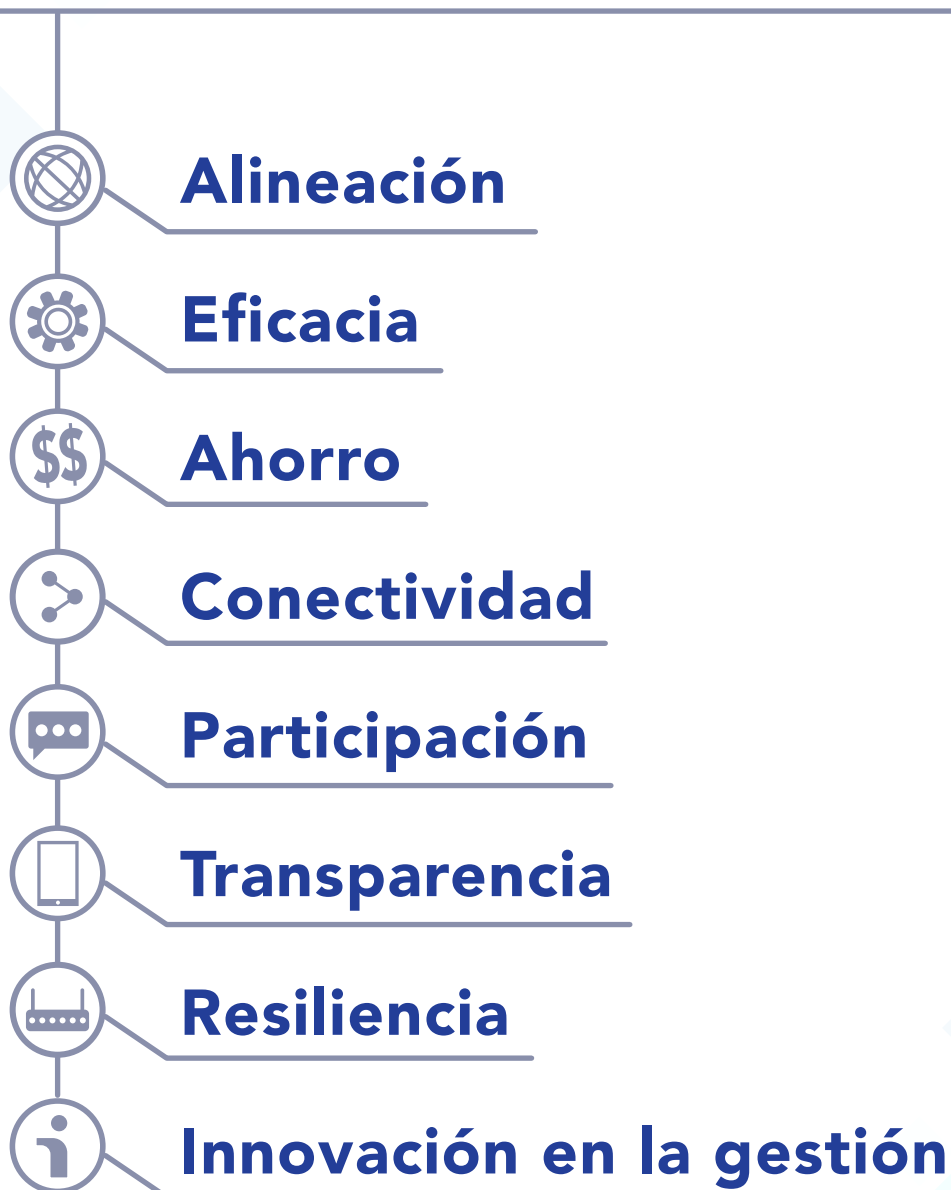 Alineación
Eficacia
$$
Ahorro
Conectividad
Participación
Transparencia
Resiliencia
Innovación en la gestión